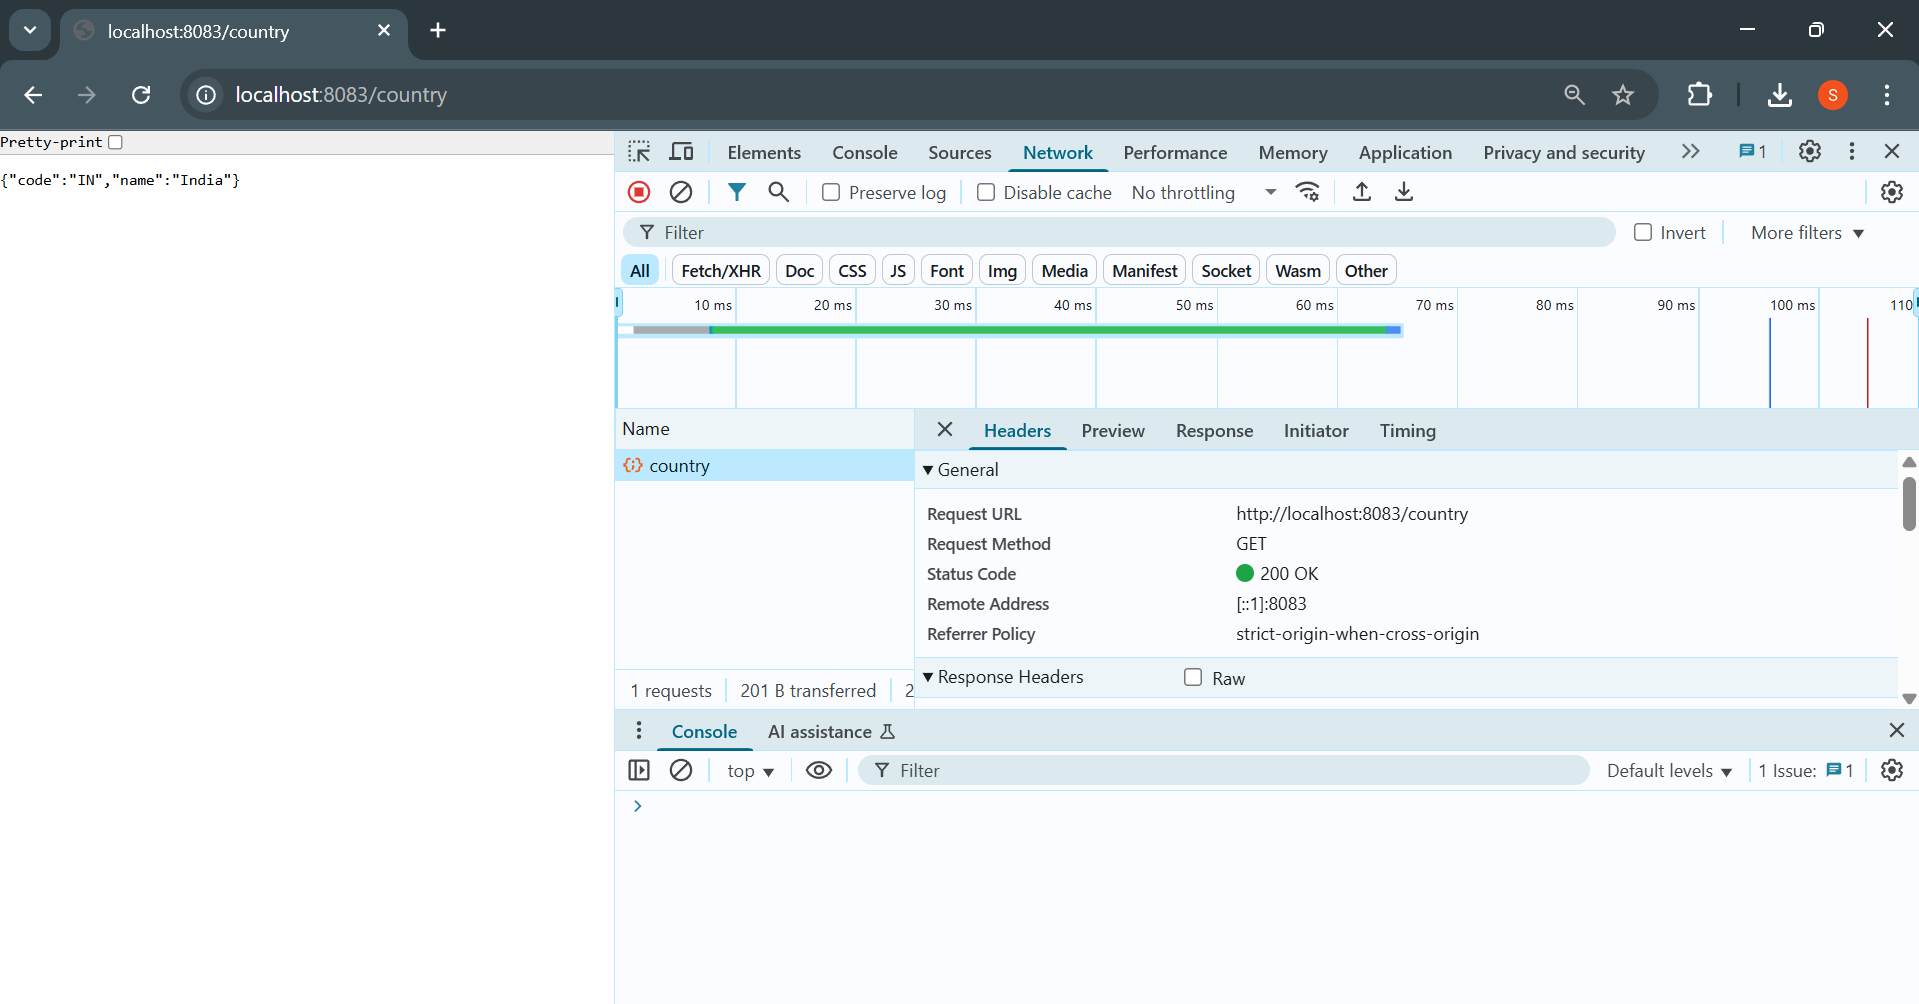 localhost:8083/country
localhost:8083/country
S
Pretty-print
{"code":"IN","name":"India"}
Elements Console Sources Network Performance Memory Application Privacy and security 1
Preserve log Disable cache No throttling
Filter Invert More filters
All Fetch/XHR Doc CSS JS Font Img Media Manifest Socket Wasm Other
10 ms 20 ms 30 ms 40 ms 50 ms 60 ms 70 ms 80 ms 90 ms 100 ms 110
Name
country
1 requests 201 B transferred 2
Headers Preview Response Initiator Timing
General
Request URL http://localhost:8083/country
Request Method GET
Status Code 200 OK
Remote Address [::1]:8083
Referrer Policy strict-origin-when-cross-origin
Response Headers Raw
Console AI assistance
top Filter Default levels 1 Issue: 1